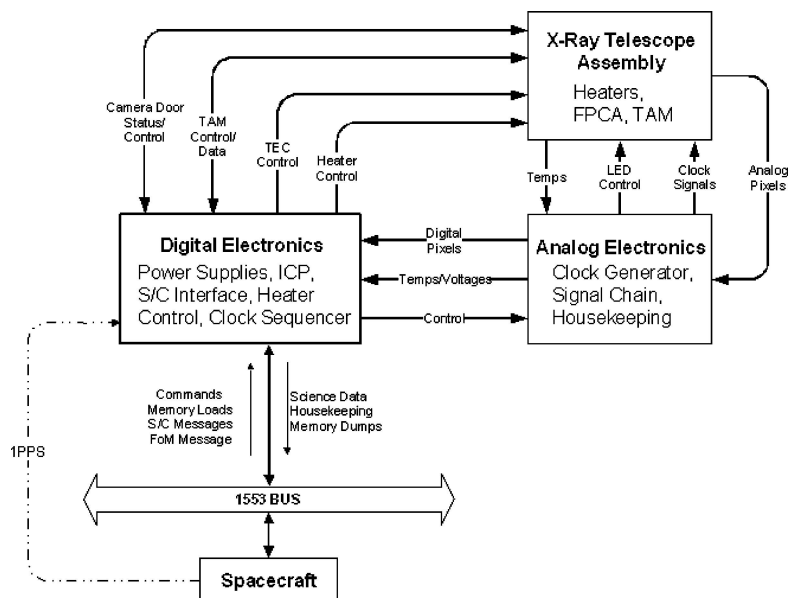 X-Ray Telescope
Assembly
Heaters,
FPCA, TAM
Camera Door
Status/
Control
TAM
Control/
Data
TEC
Control
Heater
Control
Temps
LED
Control
Clock
Signals
Analog
Pixels
Digital Electronics
Power Supplies, ICP,
S/C Interface, Heater
Control, Clock Sequencer
Digital
Pixels
Temps/Voltages
Control
Analog Electronics
Clock Generator,
Signal Chain,
Housekeeping
Commands
Memory Loads
S/C Messages
FoM Message
Science Data
Housekeeping
Memory Dumps
1PPS
1553 BUS
Spacecraft